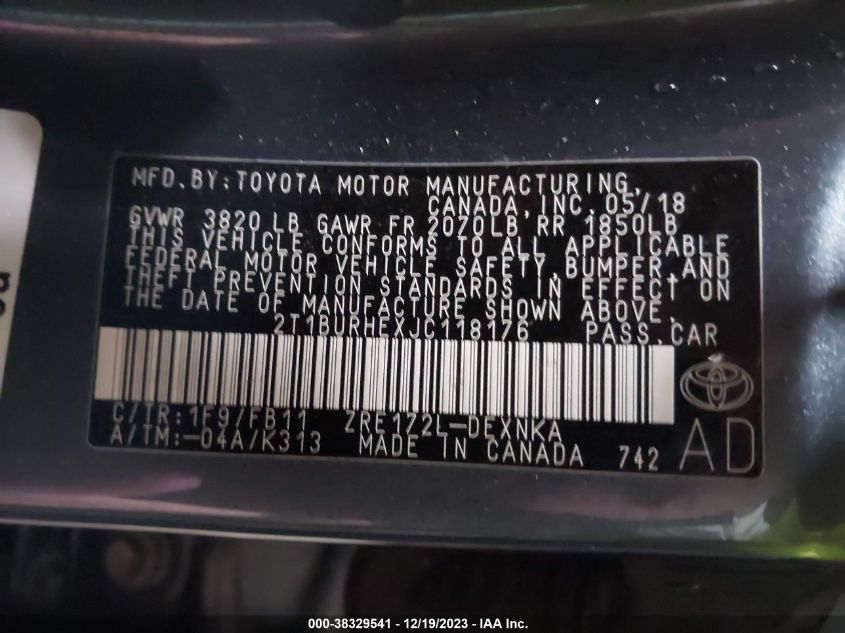 MFD.BY:TOYOTA MOTOR MANUFACTURING,
CANADA,INC. 05/18
GVWR 3820 LB GAWR FR 2070LB,RR 1850LB
THIS VEHICLE CONFORMS TO ALL APPLICABLE
FEDERAL MOTOR VEHICLE SAFETY,BUMPER,AND
THEFT PREVENTION STANDARDS IN EFFECT ON
THE DATE OF MANUFACTURE SHOWN ABOVE.
2T1BURHEXJC118176 PASS.CAR
C/TR:1F9/FB11 ZRE172L-DEXNKA
A/TM:-04A/K313 MADE IN CANADA 742 AD
000-38329541 - 12/19/2023 - IAA Inc.